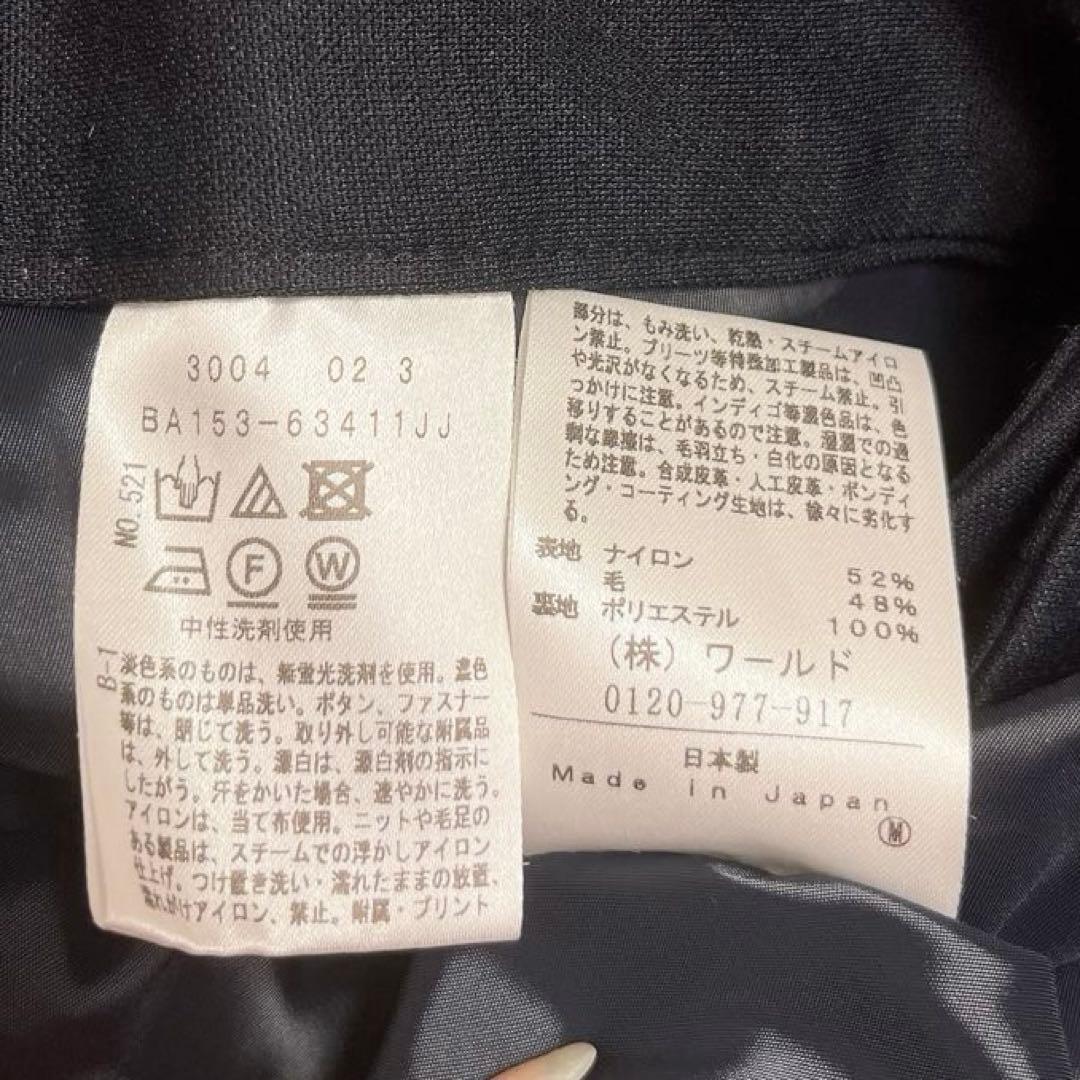 3004 02 3
BA153-63411JJ
NO.521
F W
中性洗剤使用
B-1
淡色系のものは、無蛍光洗剤を使用。濃色
系のものは単品洗い。ボタン、ファスナー
等は、閉じて洗う。取り外し可能な附属品
は、外して洗う。漂白は、漂白剤の指示に
したがう。汗をかいた場合、速やかに洗う。
アイロンは、当て布使用。ニットや毛足の
ある製品は、スチームでの浮かしアイロン
仕上げ。つけ置き洗い・濡れたままの放置、
濡れがけアイロン、禁止。附属・プリント
部分は、もみ洗い、乾熱・スチームアイロ
ン禁止。プリーツ等特殊加工製品は、凹凸
や光沢がなくなるため、スチーム禁止。引
っかけに注意。インディゴ等濃色品は、色
移りすることがあるので注意。湿潤での過
剰な摩擦は、毛羽立ち・白化の原因となる
ため注意。合成皮革・人工皮革・ボンディ
ング・コーティング生地は、徐々に劣化す
る。
表地 ナイロン 52%
毛 48%
裏地 ポリエステル 100%
(株) ワールド
0120-977-917
日本製
Made in Japan
M